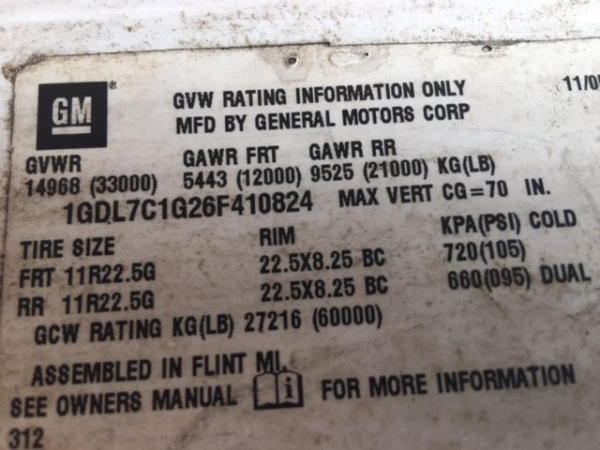 GM ®
GVW RATING INFORMATION ONLY
MFD BY GENERAL MOTORS CORP
GVWR GAWR FRT GAWR RR
14968 (33000) 5443 (12000) 9525 (21000) KG(LB)
1GDL7C1G26F410824 MAX VERT CG=70 IN.
TIRE SIZE RIM KPA(PSI) COLD
FRT 11R22.5G 22.5X8.25 BC 720(105)
RR 11R22.5G 22.5X8.25 BC 660(095) DUAL
GCW RATING KG(LB) 27216 (60000)
ASSEMBLED IN FLINT MI.
SEE OWNERS MANUAL i FOR MORE INFORMATION
312